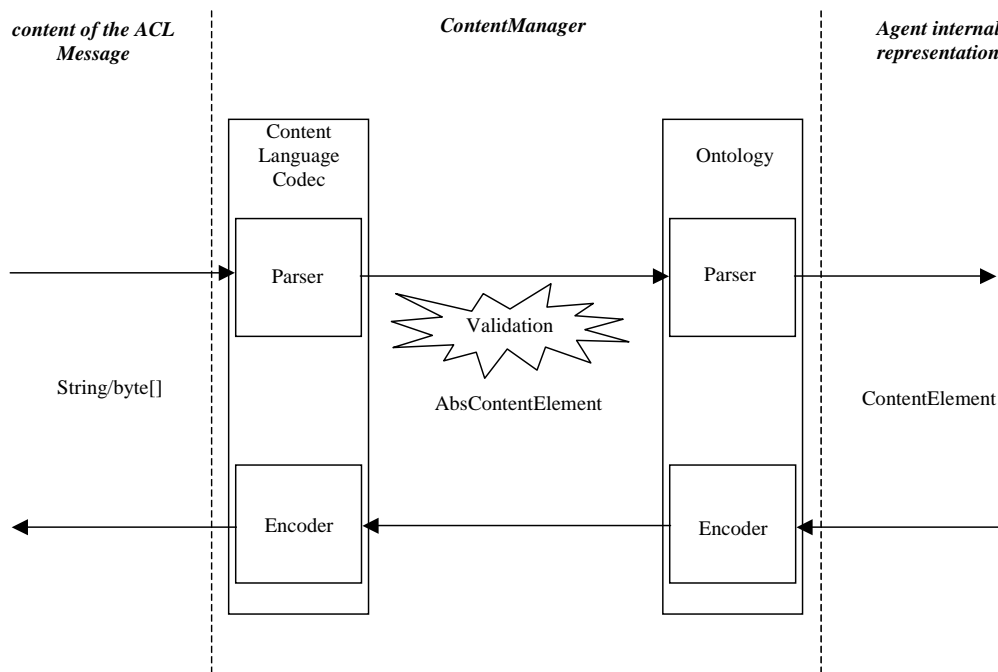 content of the ACL
Message
ContentManager
Agent internal
representation
Content
Language
Codec
Ontology
Parser
Parser
Validation
String/byte[]
AbsContentElement
ContentElement
Encoder
Encoder